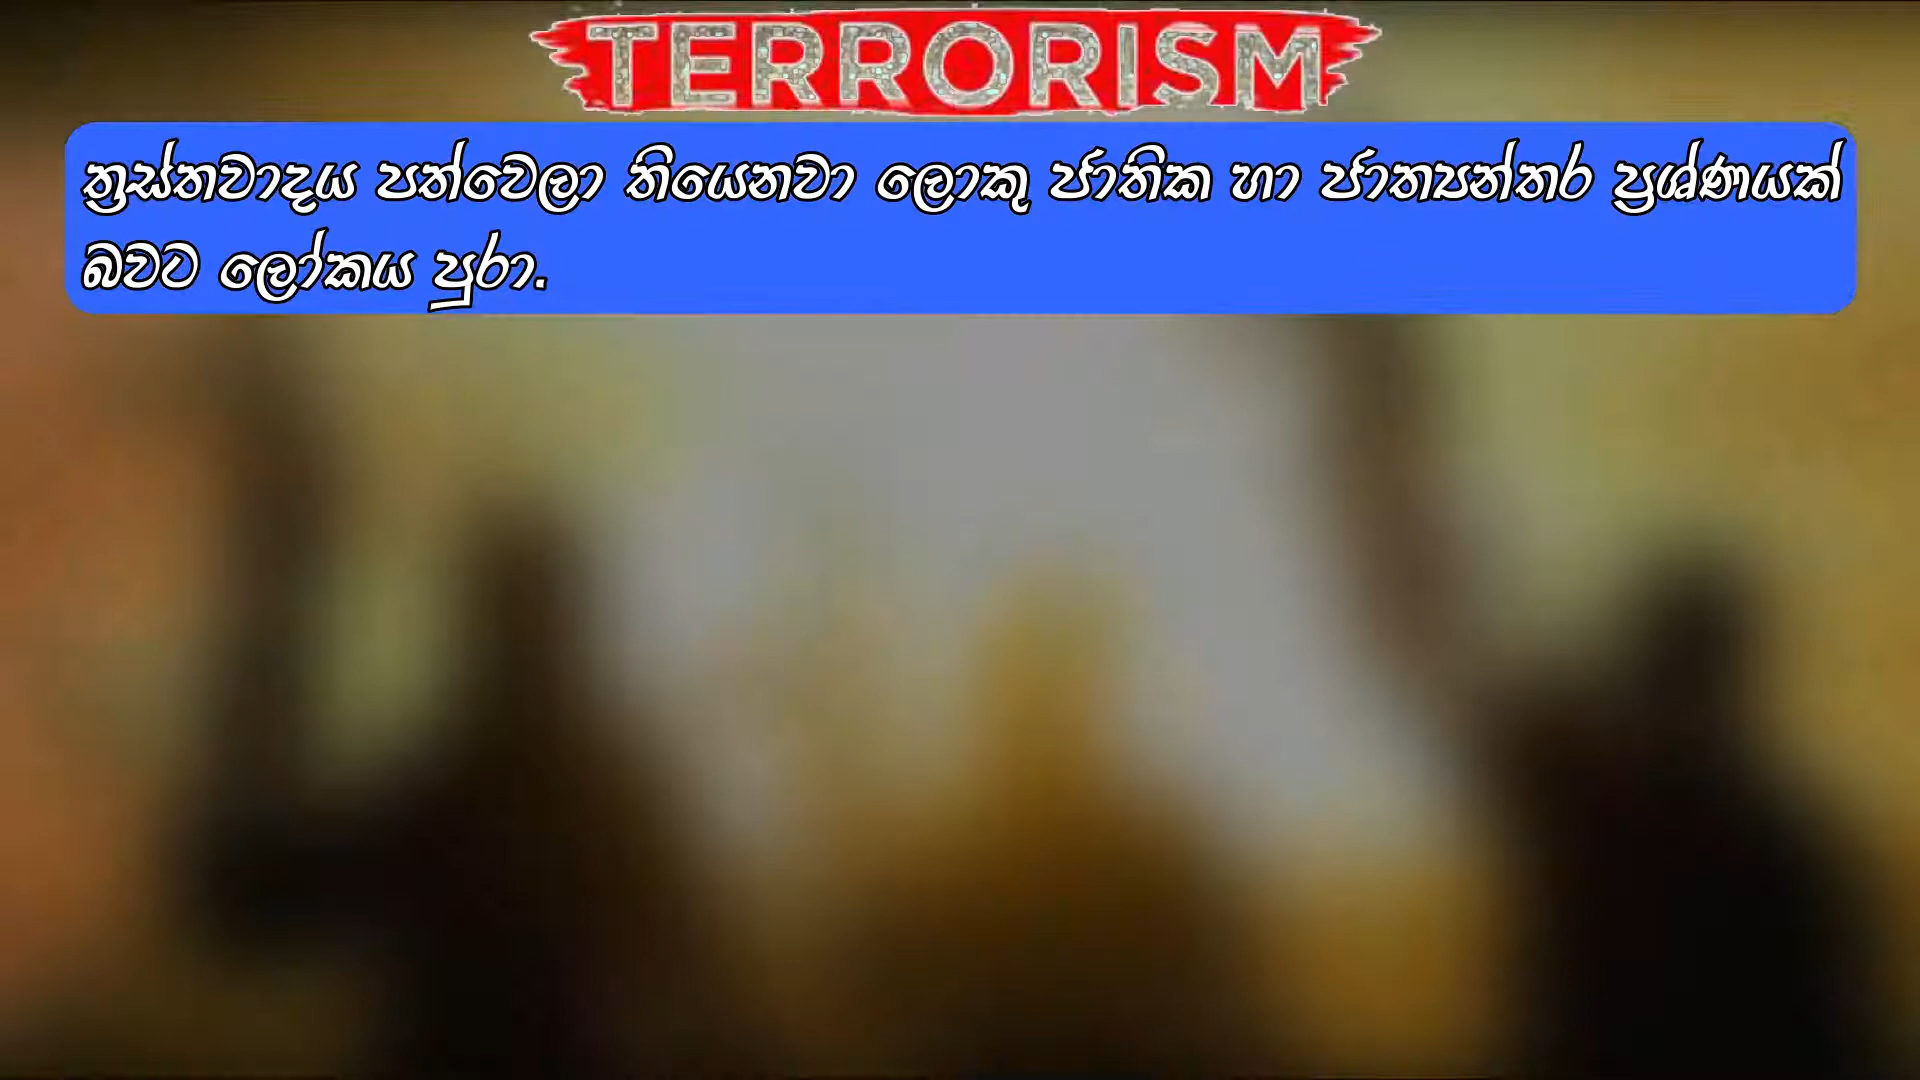 TERRORISM
ත්‍රස්තවාදය පත්වෙලා තියෙනවා ලොකු ජාතික හා ජාත්‍යන්තර ප්‍රශ්ණයක්
බවට ලෝකය පුරා.